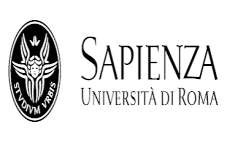 STVDIVM VRBIS
SAPIENZA
UNIVERSITÀ DI ROMA